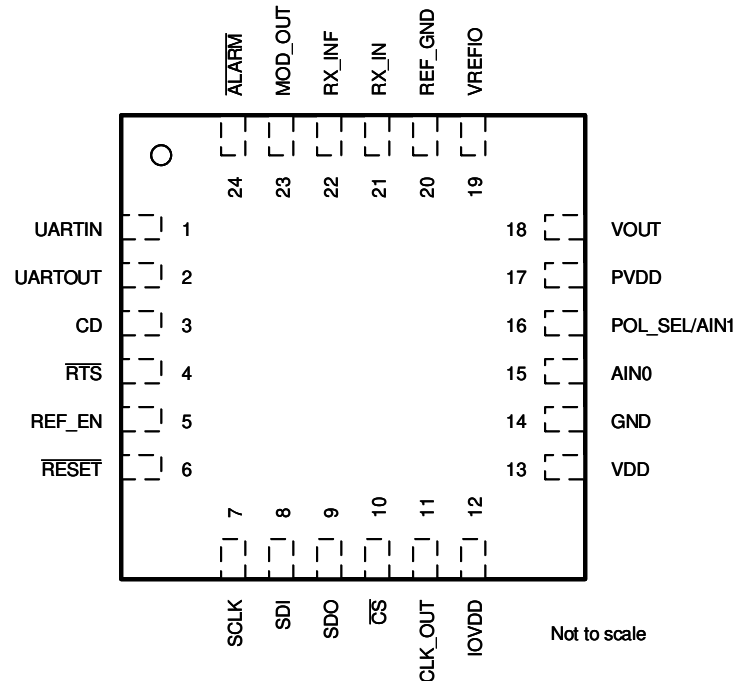 ALARM
MOD_OUT
RX_INF
RX_IN
REF_GND
VREFIO
24
23
22
21
20
19
UARTIN 1
UARTOUT 2
CD 3
RTS 4
REF_EN 5
RESET 6
18 VOUT
17 PVDD
16 POL_SEL/AIN1
15 AIN0
14 GND
13 VDD
7
8
9
10
11
12
SCLK
SDI
SDO
CS
CLK_OUT
IOVDD
Not to scale